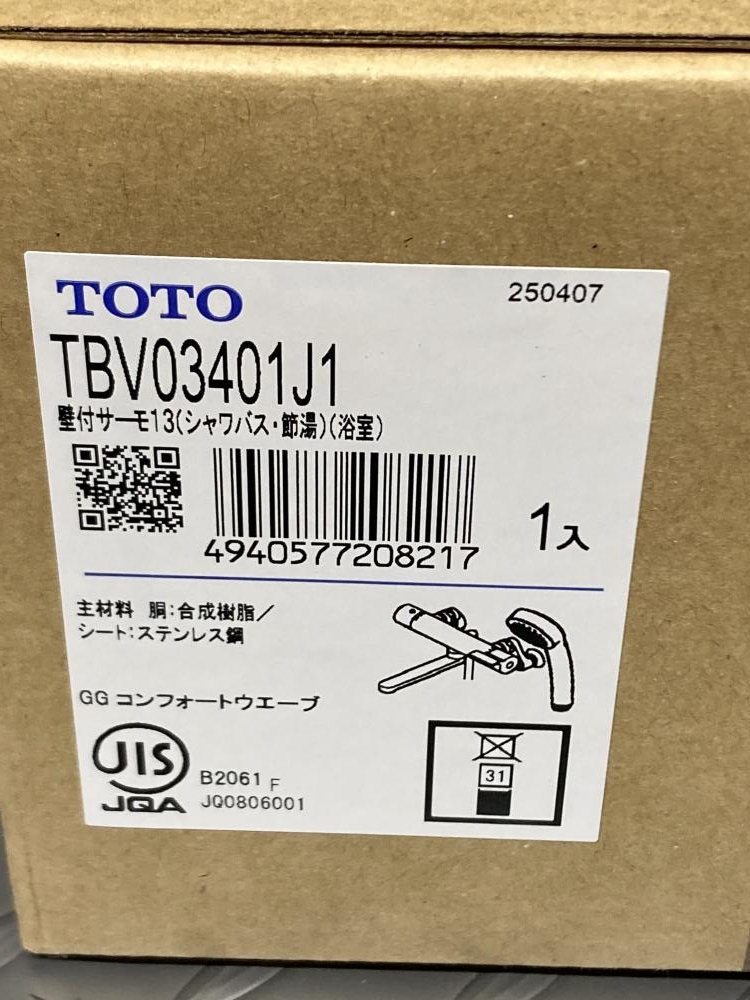 TOTO
250407
TBV03401J1
壁付サーモ13(シャワバス・節湯)(浴室)
4940577208217
1入
主材料 胴:合成樹脂/
シート:ステンレス鋼
GG コンフォートウエーブ
JIS
JQA
B2061 F
JQ0806001
31